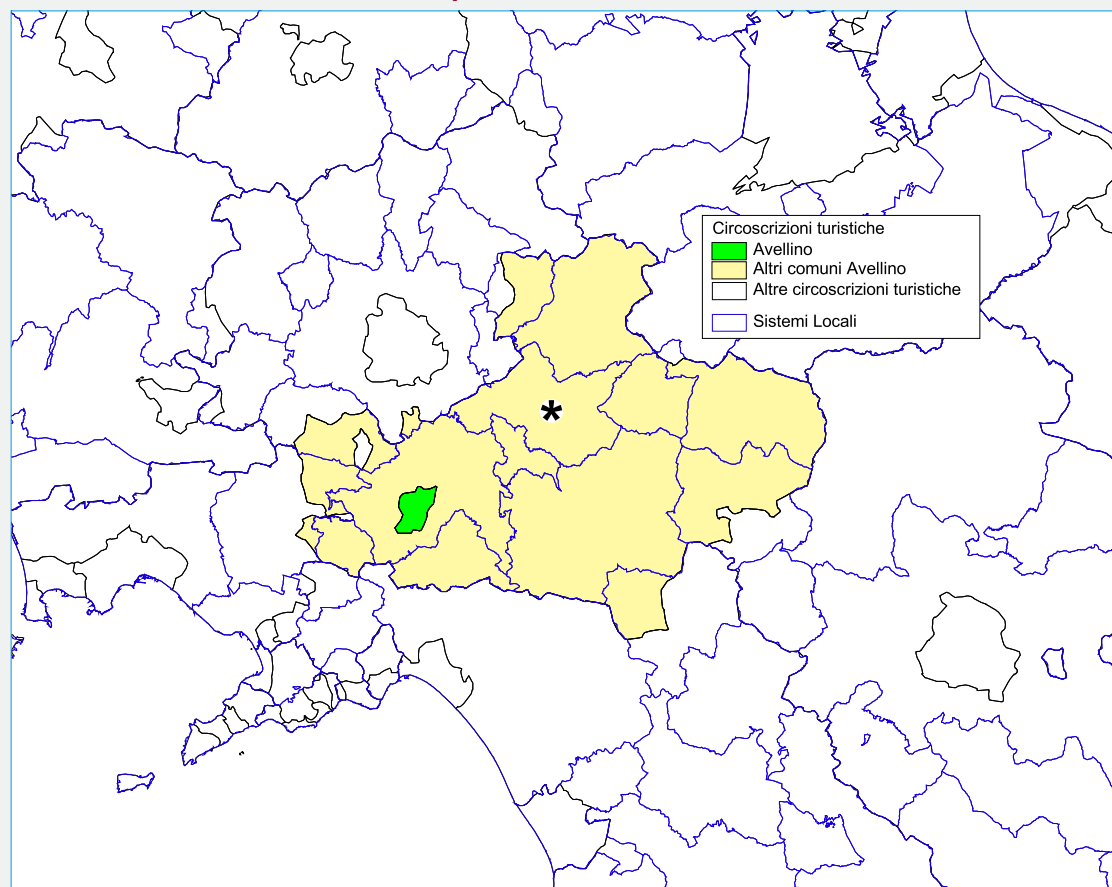 Circoscrizioni turistiche
Avellino
Altri comuni Avellino
Altre circoscrizioni turistiche
Sistemi Locali
*